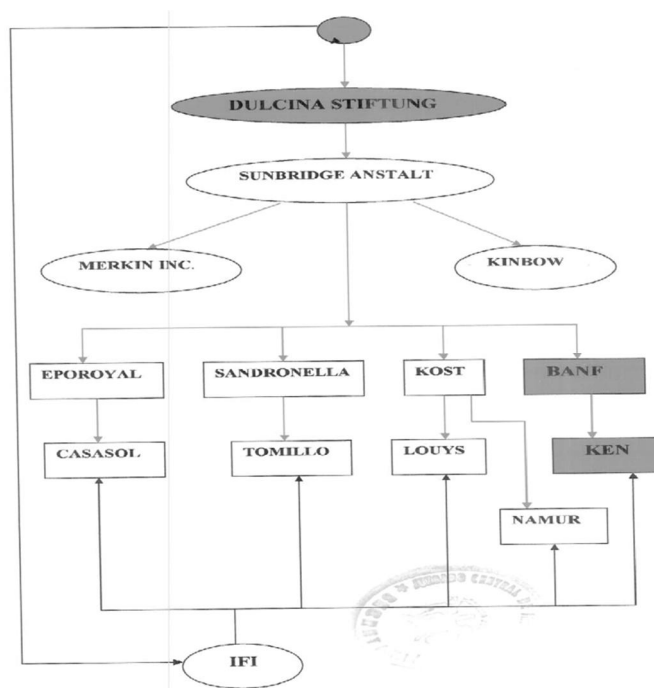 DULCINA STIFTUNG
SUNBRIDGE ANSTALT
MERKIN INC.
KINBOW
EPOROYAL
SANDRONELLA
KOST
BANF
CASASOL
TOMILLO
LOUYS
KEN
NAMUR
IFI